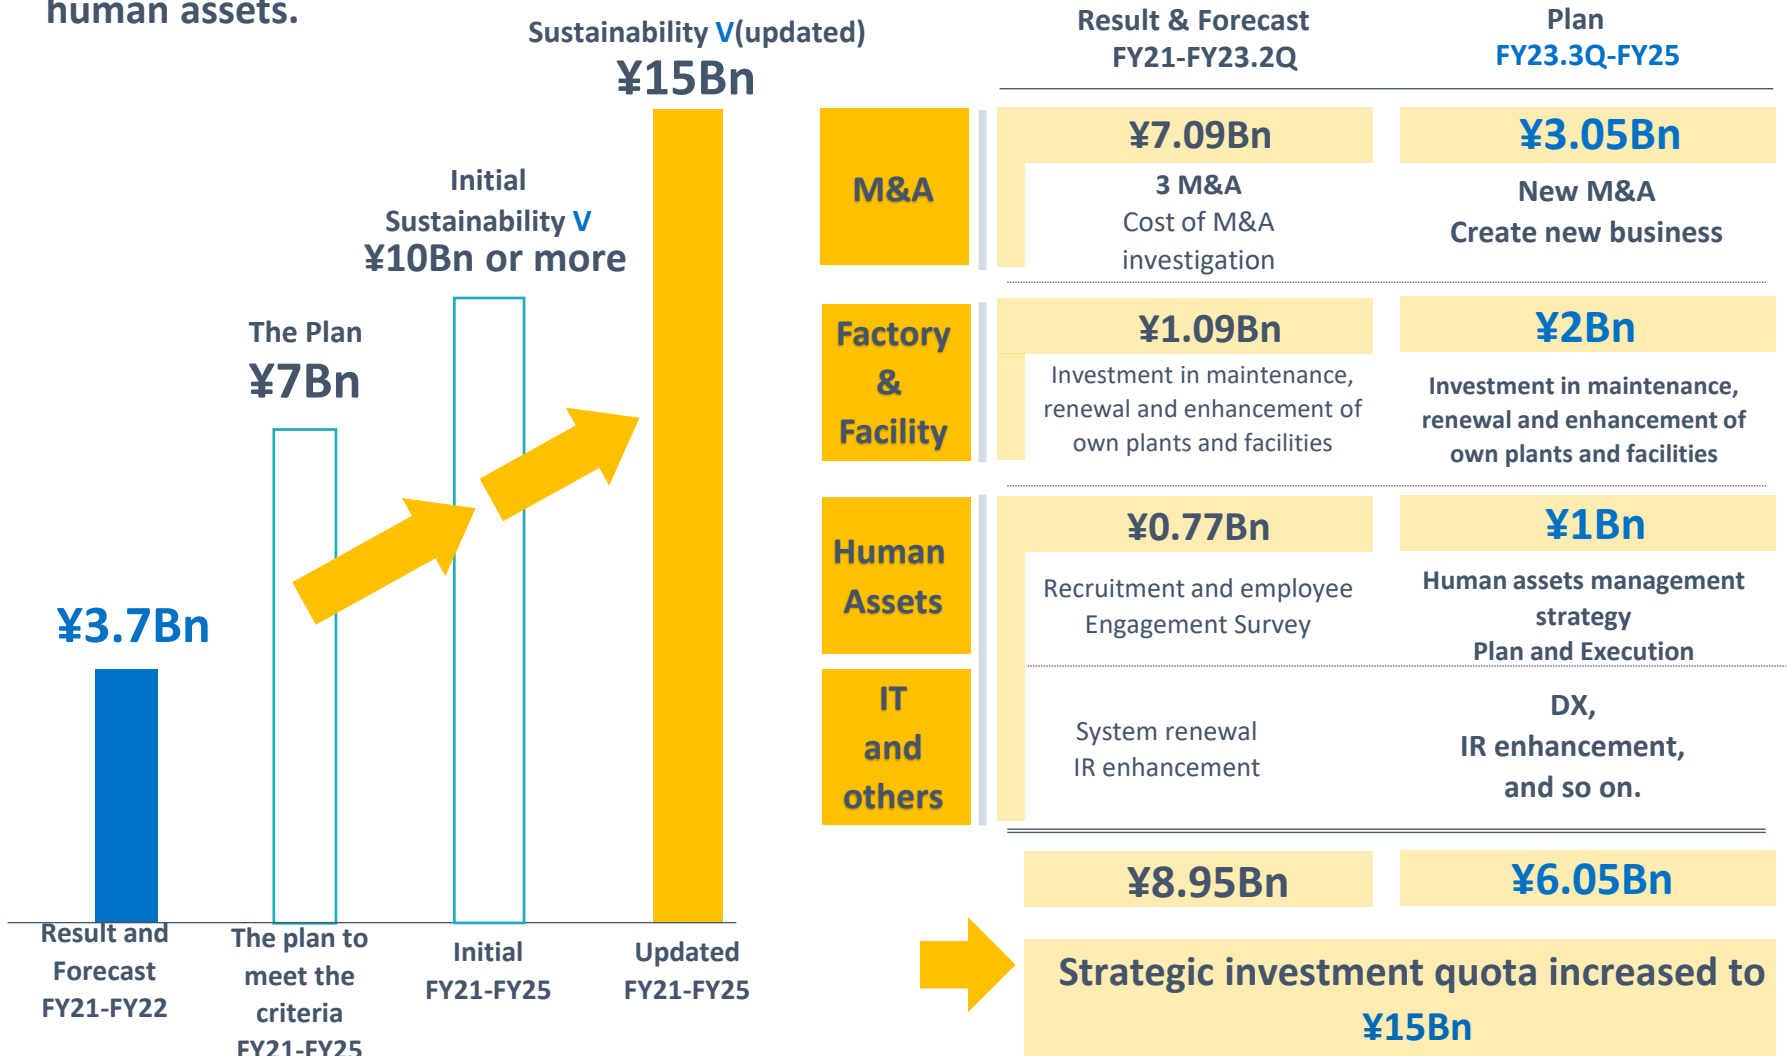 human assets.
Sustainability V(updated)
¥15Bn
Initial
Sustainability V
¥10Bn or more
The Plan
¥7Bn
¥3.7Bn
Result and
Forecast
FY21-FY22
The plan to
meet the
criteria
FY21-FY25
Initial
FY21-FY25
Updated
FY21-FY25
Result & Forecast
FY21-FY23.2Q
Plan
FY23.3Q-FY25
M&A
¥7.09Bn
3 M&A
Cost of M&A
investigation
¥3.05Bn
New M&A
Create new business
Factory
&
Facility
¥1.09Bn
Investment in maintenance,
renewal and enhancement of
own plants and facilities
¥2Bn
Investment in maintenance,
renewal and enhancement of
own plants and facilities
Human
Assets
¥0.77Bn
Recruitment and employee
Engagement Survey
¥1Bn
Human assets management
strategy
Plan and Execution
IT
and
others
System renewal
IR enhancement
DX,
IR enhancement,
and so on.
¥8.95Bn
¥6.05Bn
Strategic investment quota increased to
¥15Bn